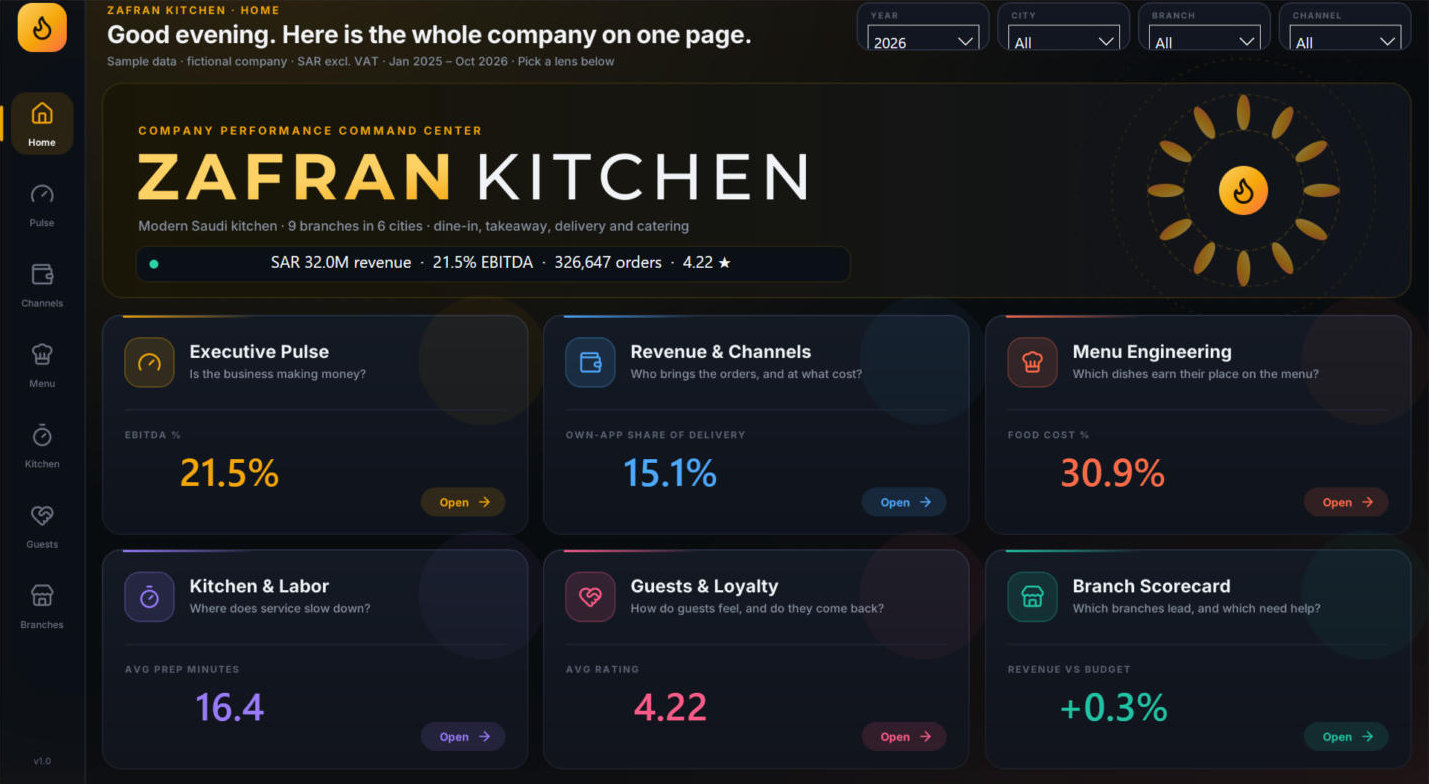 ZAFRAN KITCHEN · HOME
Good evening. Here is the whole company on one page.
Sample data · fictional company · SAR excl. VAT · Jan 2025 – Oct 2026 · Pick a lens below
YEAR
2026
CITY
All
BRANCH
All
CHANNEL
All
Home
Pulse
Channels
Menu
Kitchen
Guests
Branches
v1.0
COMPANY PERFORMANCE COMMAND CENTER
ZAFRAN KITCHEN
Modern Saudi kitchen · 9 branches in 6 cities · dine-in, takeaway, delivery and catering
SAR 32.0M revenue · 21.5% EBITDA · 326,647 orders · 4.22 ★
Executive Pulse
Is the business making money?
EBITDA %
21.5%
Open →
Revenue & Channels
Who brings the orders, and at what cost?
OWN-APP SHARE OF DELIVERY
15.1%
Open →
Menu Engineering
Which dishes earn their place on the menu?
FOOD COST %
30.9%
Open →
Kitchen & Labor
Where does service slow down?
AVG PREP MINUTES
16.4
Open →
Guests & Loyalty
How do guests feel, and do they come back?
AVG RATING
4.22
Open →
Branch Scorecard
Which branches lead, and which need help?
REVENUE VS BUDGET
+0.3%
Open →